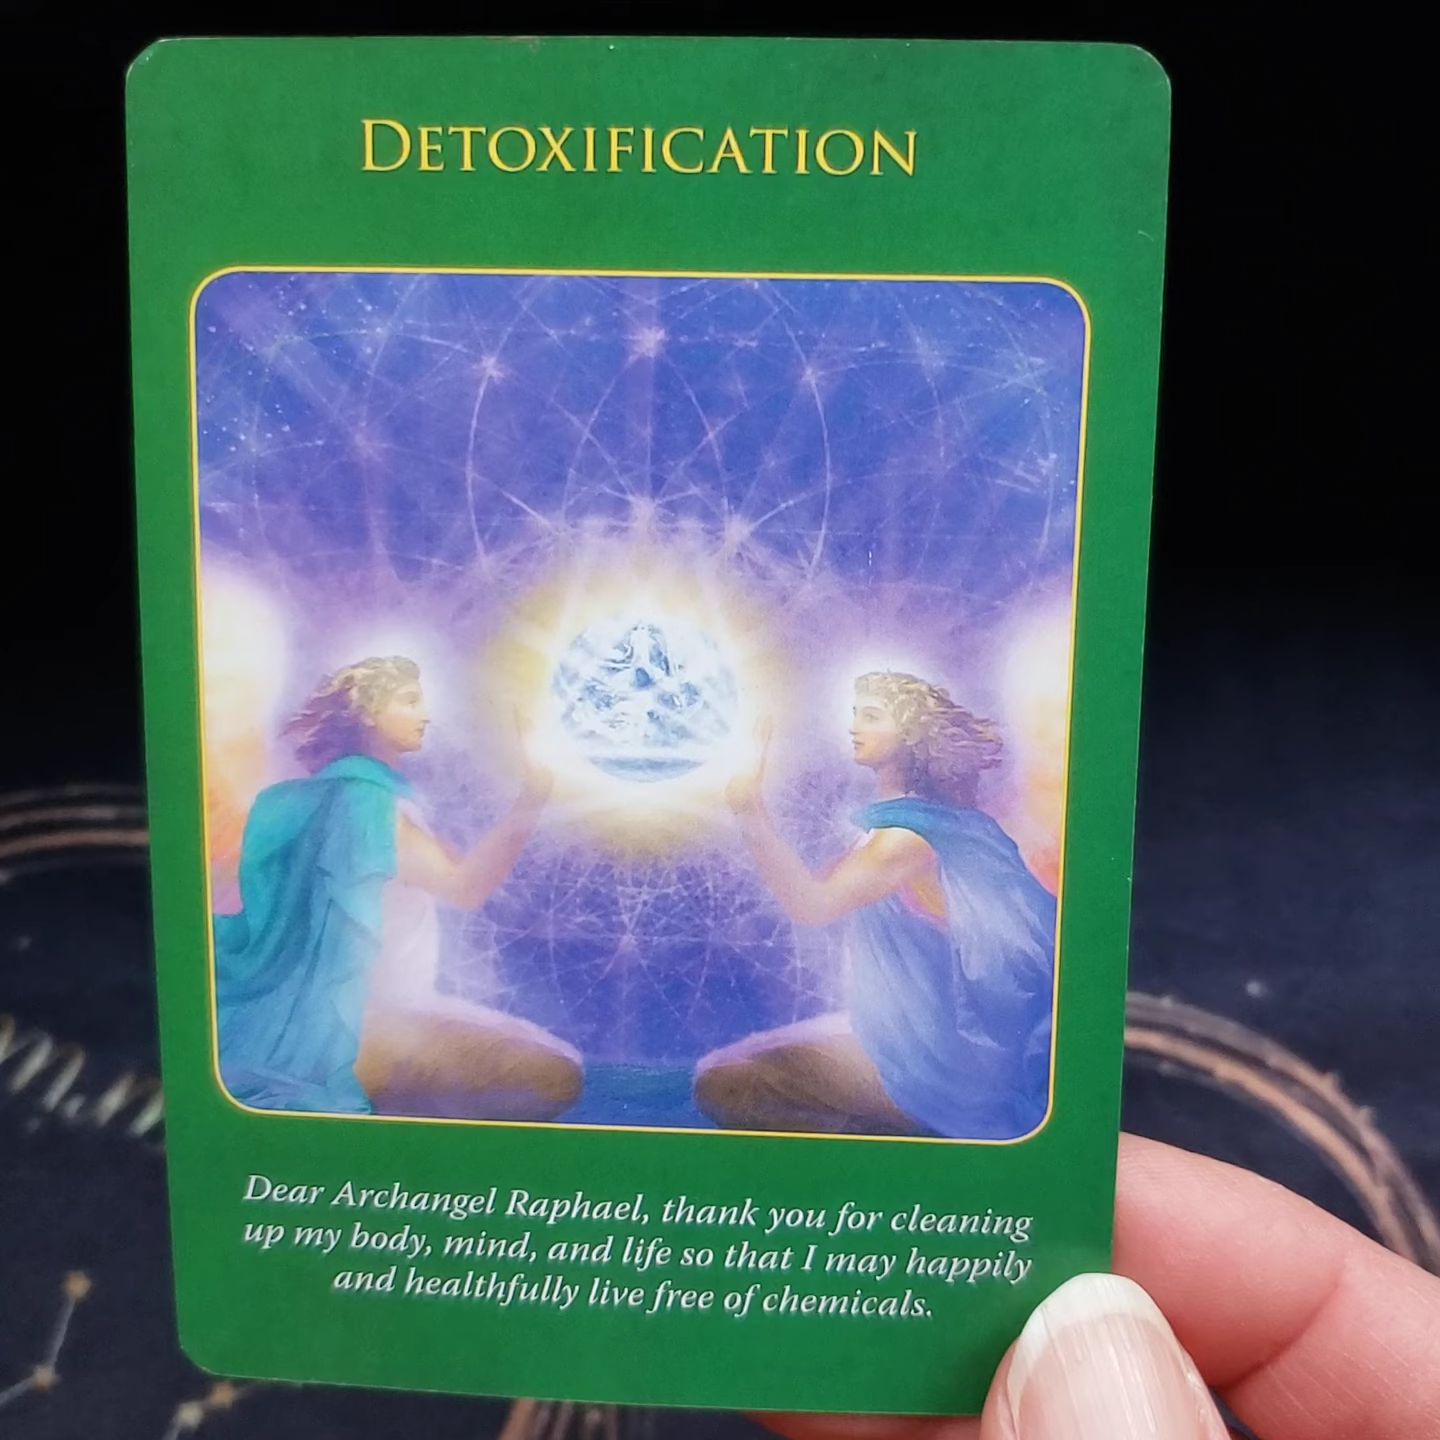 DETOXIFICATION
Dear Archangel Raphael, thank you for cleaning
up my body, mind, and life so that I may happily
and healthfully live free of chemicals.